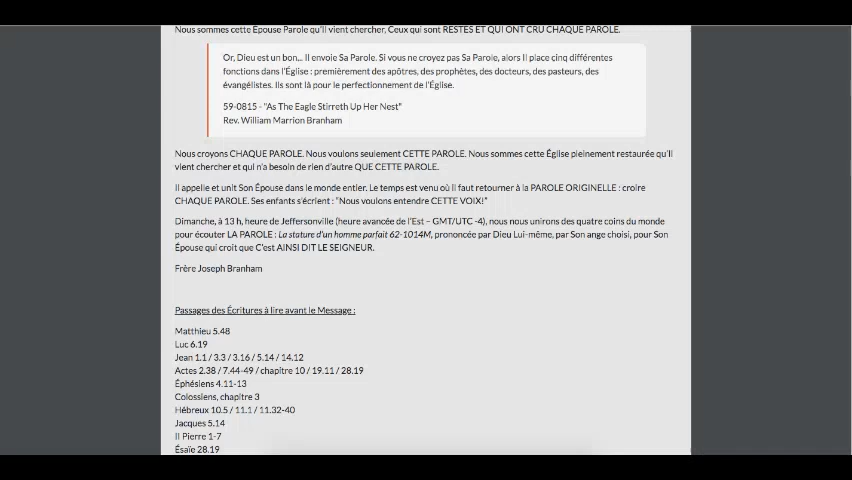 Nous sommes cette Épouse Parole qu'Il vient chercher, Ceux qui sont RESTÉS ET QUI ONT CRU CHAQUE PAROLE.
Or, Dieu est un bon... Il envoie Sa Parole. Si vous ne croyez pas Sa Parole, alors Il place cinq différentes
fonctions dans l'Église : premièrement des apôtres, des prophètes, des docteurs, des pasteurs, des
évangélistes. Ils sont là pour le perfectionnement de l'Église.
59-0815 - "As The Eagle Stirreth Up Her Nest"
Rev. William Marrion Branham
Nous croyons CHAQUE PAROLE. Nous voulons seulement CETTE PAROLE. Nous sommes cette Église pleinement restaurée qu'Il
vient chercher et qui n'a besoin de rien d'autre QUE CETTE PAROLE.
Il appelle et unit Son Épouse dans le monde entier. Le temps est venu où il faut retourner à la PAROLE ORIGINELLE : croire
CHAQUE PAROLE. Ses enfants s'écrient : “Nous voulons entendre CETTE VOIX!”
Dimanche, à 13 h, heure de Jeffersonville (heure avancée de l'Est – GMT/UTC -4), nous nous unirons des quatre coins du monde
pour écouter LA PAROLE : La stature d'un homme parfait 62-1014M, prononcée par Dieu Lui-même, par Son ange choisi, pour Son
Épouse qui croit que C'est AINSI DIT LE SEIGNEUR.
Frère Joseph Branham
Passages des Écritures à lire avant le Message :
Matthieu 5.48
Luc 6.19
Jean 1.1 / 3.3 / 3.16 / 5.14 / 14.12
Actes 2.38 / 7.44-49 / chapitre 10 / 19.11 / 28.19
Éphésiens 4.11-13
Colossiens, chapitre 3
Hébreux 10.5 / 11.1 / 11.32-40
Jacques 5.14
II Pierre 1-7
Ésaïe 28.19